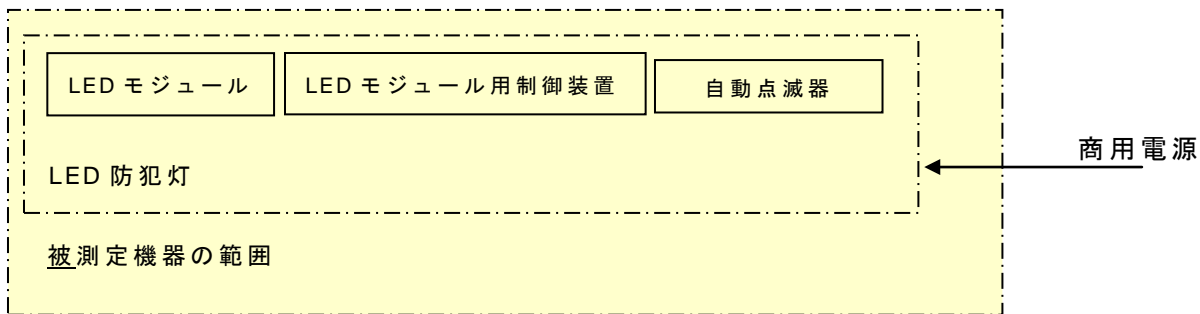 LED モジュール
LED モジュール用制御装置
自動点滅器
商用電源
LED 防犯灯
被測定機器の範囲